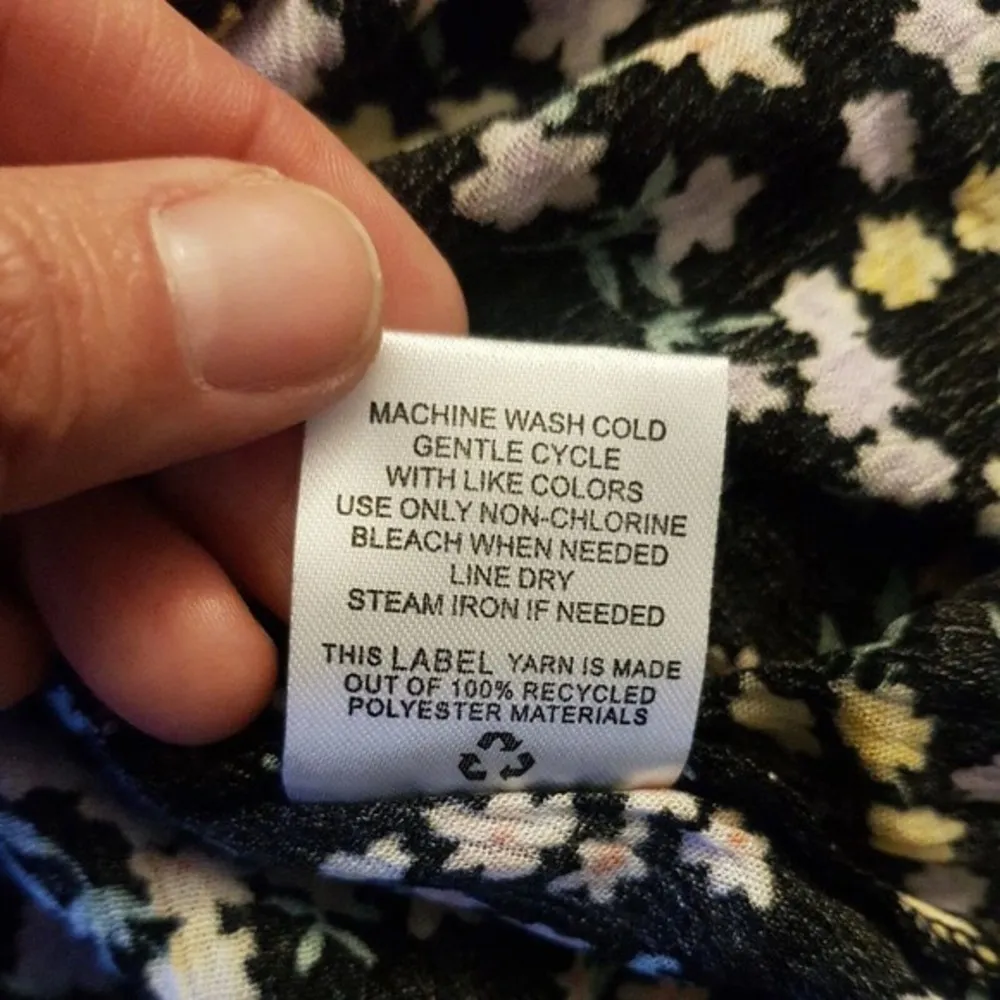 MACHINE WASH COLD
GENTLE CYCLE
WITH LIKE COLORS
USE ONLY NON-CHLORINE
BLEACH WHEN NEEDED
LINE DRY
STEAM IRON IF NEEDED
THIS LABEL YARN IS MADE
OUT OF 100% RECYCLED
POLYESTER MATERIALS